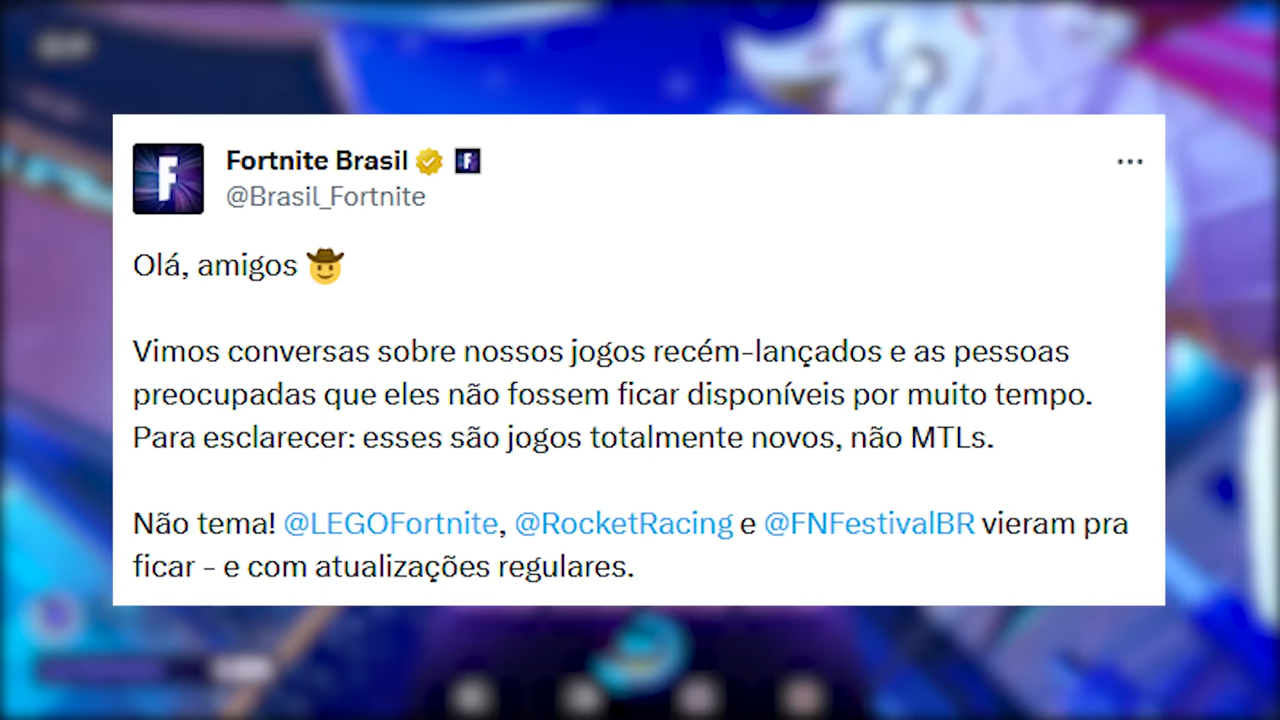 Fortnite Brasil
@Brasil_Fortnite
Olá, amigos 🤠
Vimos conversas sobre nossos jogos recém-lançados e as pessoas
preocupadas que eles não fossem ficar disponíveis por muito tempo.
Para esclarecer: esses são jogos totalmente novos, não MTLs.
Não tema! @LEGOFortnite, @RocketRacing e @FNFestivalBR vieram pra
ficar - e com atualizações regulares.